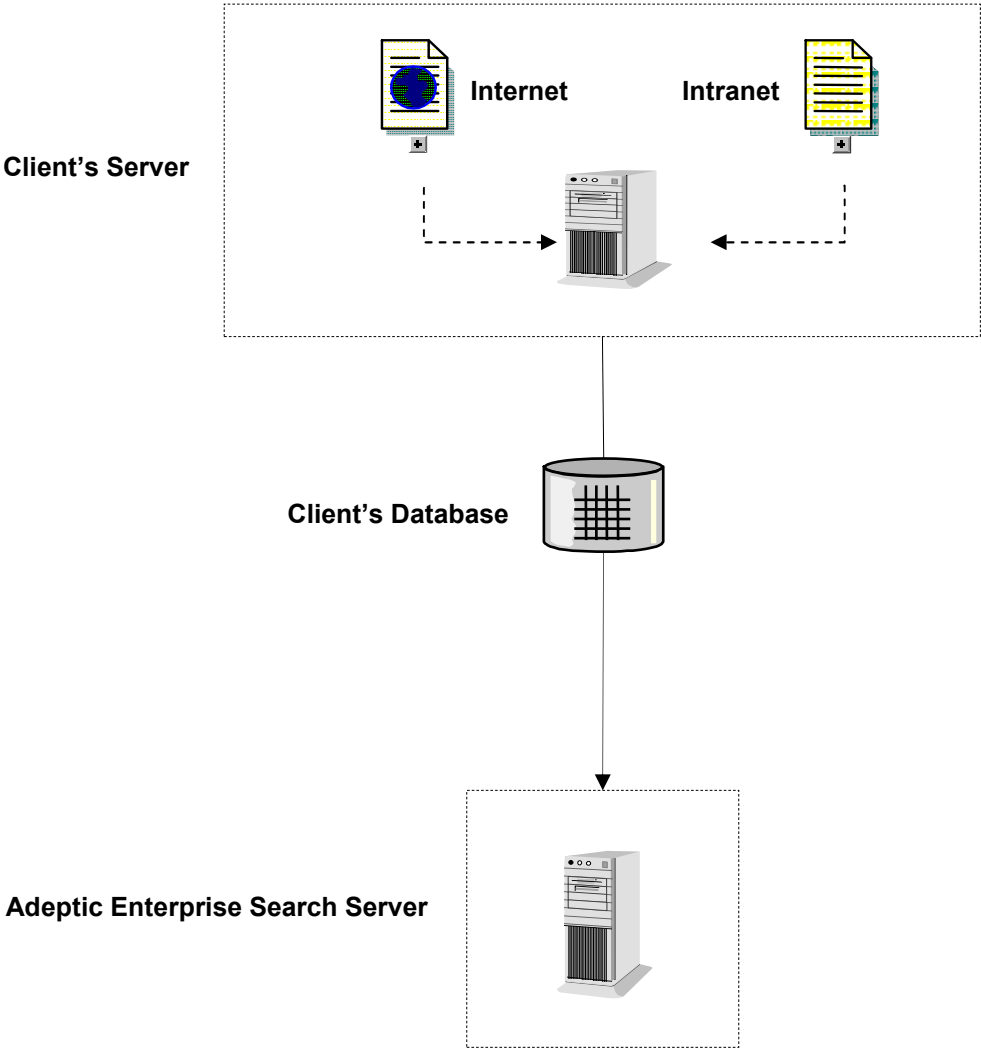 Internet
Intranet
Client's Server
Client's Database
Adeptic Enterprise Search Server